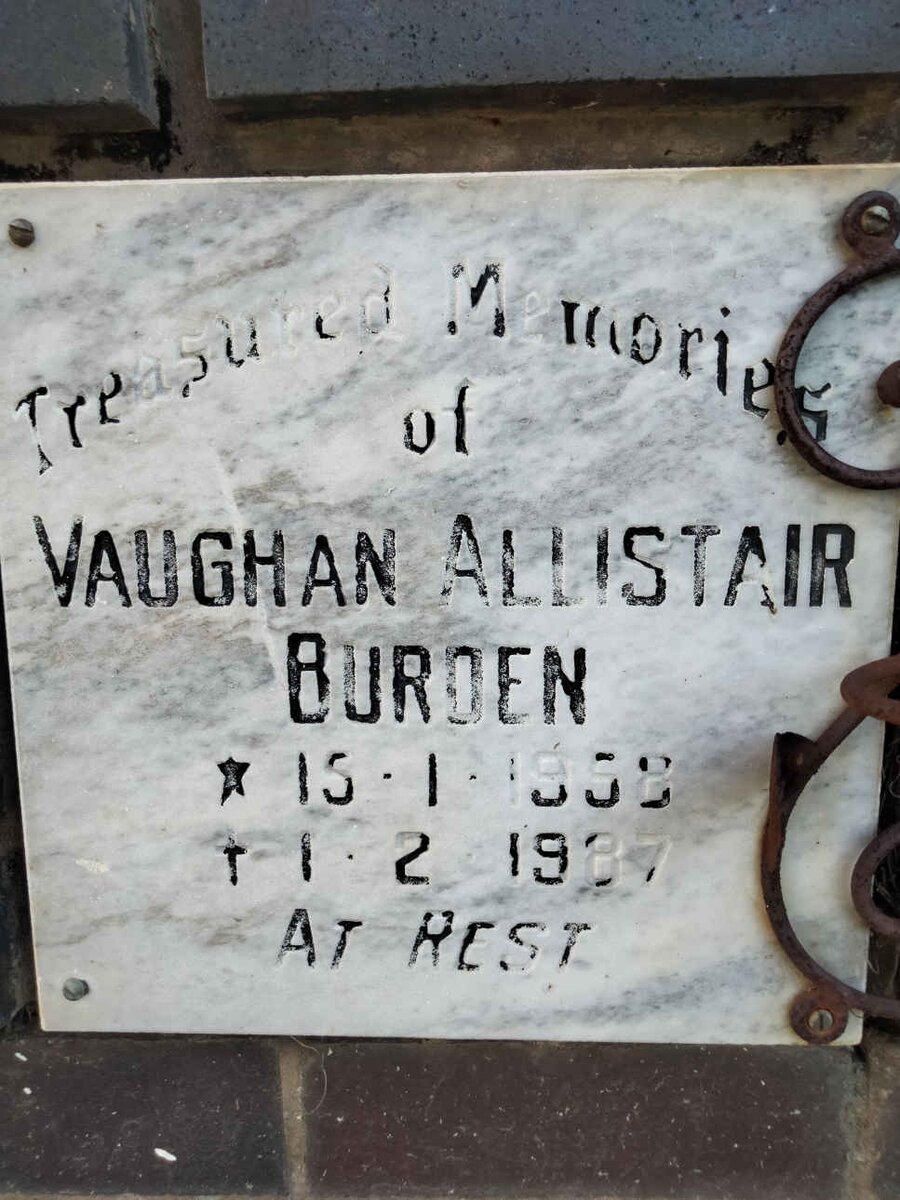 Treasured Memories
of
VAUGHAN ALLISTAIR
BURDEN
★ 15·1·1958
† 1·2 1987
AT REST